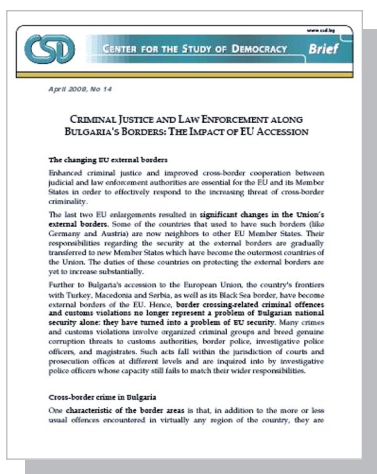 www.csd.bg
CSD
CENTER FOR THE STUDY OF DEMOCRACY Brief
April 2008, No 14
CRIMINAL JUSTICE AND LAW ENFORCEMENT ALONG
BULGARIA'S BORDERS: THE IMPACT OF EU ACCESSION
The changing EU external borders
Enhanced criminal justice and improved cross-border cooperation between
judicial and law enforcement authorities are essential for the EU and its Member
States in order to effectively respond to the increasing threat of cross-border
criminality.
The last two EU enlargements resulted in significant changes in the Union's
external borders. Some of the countries that used to have such borders (like
Germany and Austria) are now neighbors to other EU Member States. Their
responsibilities regarding the security at the external borders are gradually
transferred to new Member States which have become the outermost countries of
the Union. The duties of these countries on protecting the external borders are
yet to increase substantially.
Further to Bulgaria's accession to the European Union, the country's frontiers
with Turkey, Macedonia and Serbia, as well as its Black Sea border, have become
external borders of the EU. Hence, border crossing-related criminal offences
and customs violations no longer represent a problem of Bulgarian national
security alone: they have turned into a problem of EU security. Many crimes
and customs violations involve organized criminal groups and breed genuine
corruption threats to customs authorities, border police, investigative police
officers, and magistrates. Such acts fall within the jurisdiction of courts and
prosecution offices at different levels and are inquired into by investigative
police officers whose capacity still fails to match their wider responsibilities.
Cross-border crime in Bulgaria
One characteristic of the border areas is that, in addition to the more or less
usual offences encountered in virtually any region of the country, they are